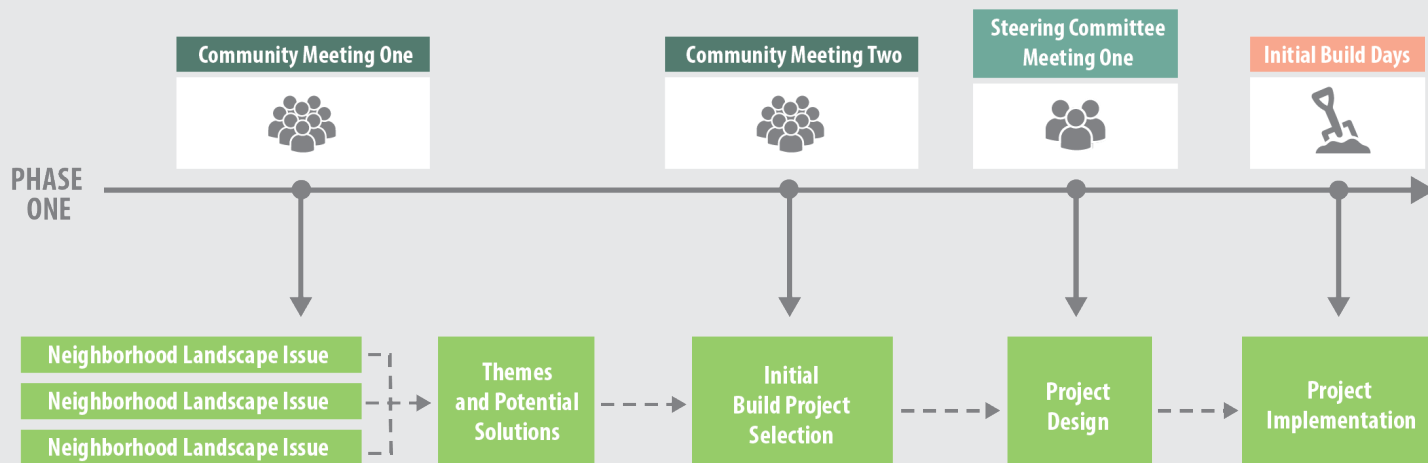 Community Meeting One
Community Meeting Two
Steering Committee
Meeting One
Initial Build Days
PHASE
ONE
Neighborhood Landscape Issue
Neighborhood Landscape Issue
Neighborhood Landscape Issue
Themes
and Potential
Solutions
Initial
Build Project
Selection
Project
Design
Project
Implementation